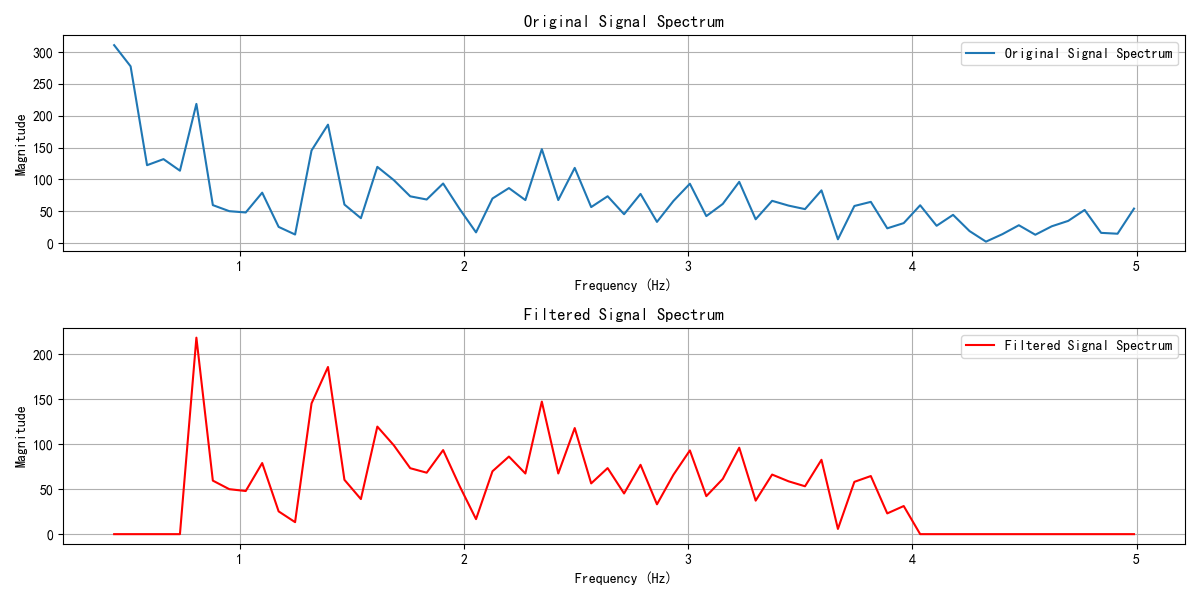 Original Signal Spectrum
Original Signal Spectrum
Magnitude
300
250
200
150
100
50
0
1
2
3
4
5
Frequency (Hz)
Filtered Signal Spectrum
Filtered Signal Spectrum
Magnitude
200
150
100
50
0
1
2
3
4
5
Frequency (Hz)